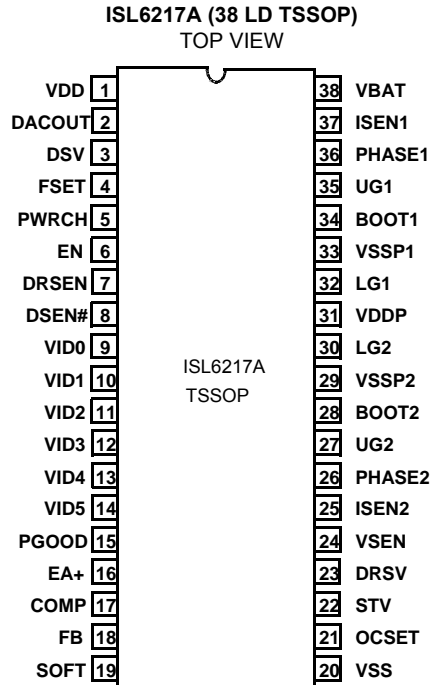 ISL6217A (38 LD TSSOP)
TOP VIEW
VDD 1 38 VBAT
DACOUT 2 37 ISEN1
DSV 3 36 PHASE1
FSET 4 35 UG1
PWRCH 5 34 BOOT1
EN 6 33 VSSP1
DRSEN 7 32 LG1
DSEN# 8 31 VDDP
VID0 9 30 LG2
VID1 10 29 VSSP2
VID2 11 28 BOOT2
VID3 12 27 UG2
VID4 13 26 PHASE2
VID5 14 25 ISEN2
PGOOD 15 24 VSEN
EA+ 16 23 DRSV
COMP 17 22 STV
FB 18 21 OCSET
SOFT 19 20 VSS
ISL6217A
TSSOP